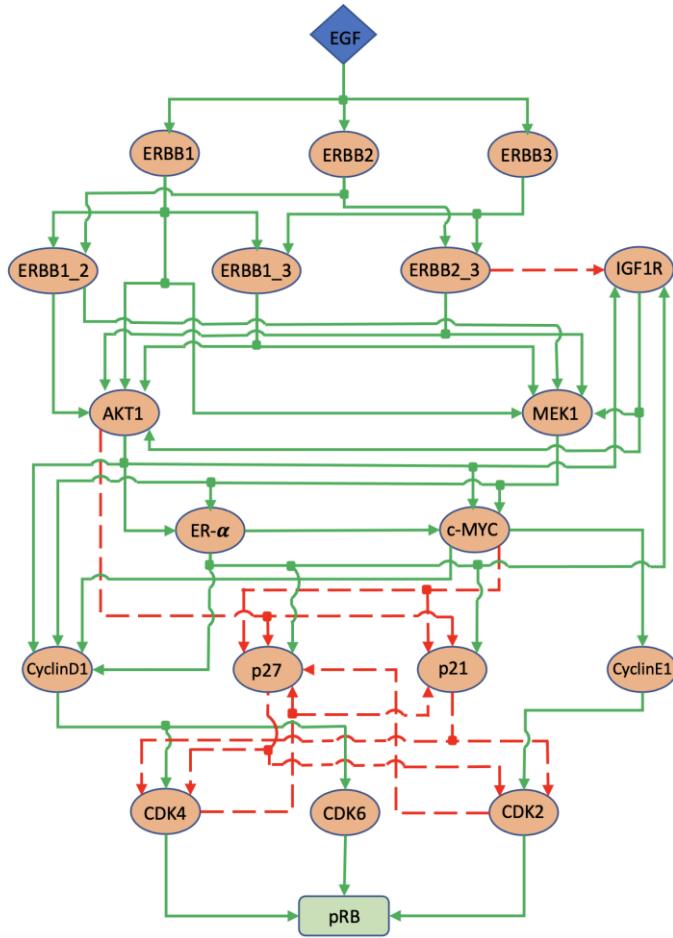 EGF
ERBB1
ERBB2
ERBB3
ERBB1_2
ERBB1_3
ERBB2_3
IGF1R
AKT1
MEK1
ER-α
c-MYC
CyclinD1
p27
p21
CyclinE1
CDK4
CDK6
CDK2
pRB